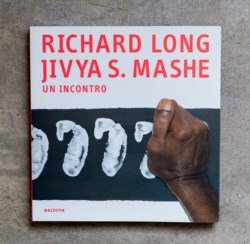 RICHARD LONG
JIVYA S. MASHE
UN INCONTRO
MAZZOTTA